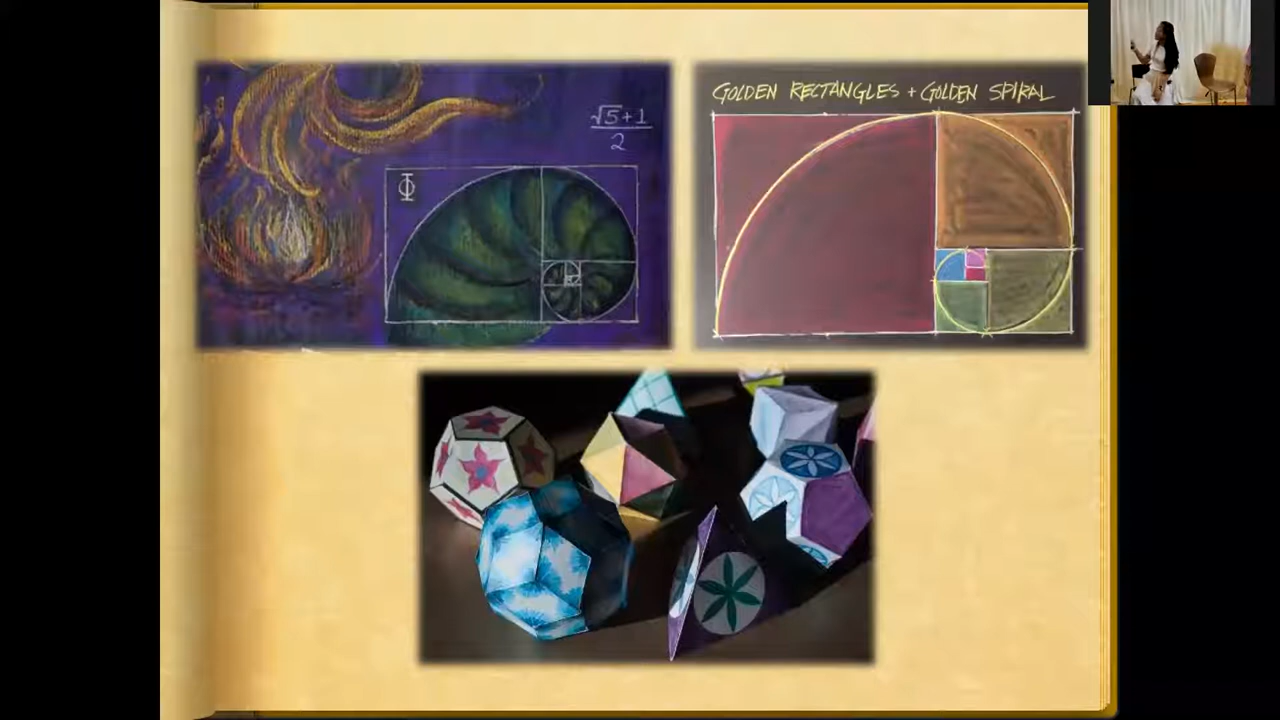 √5+1
2
Φ
GOLDEN RECTANGLES + GOLDEN SPIRAL